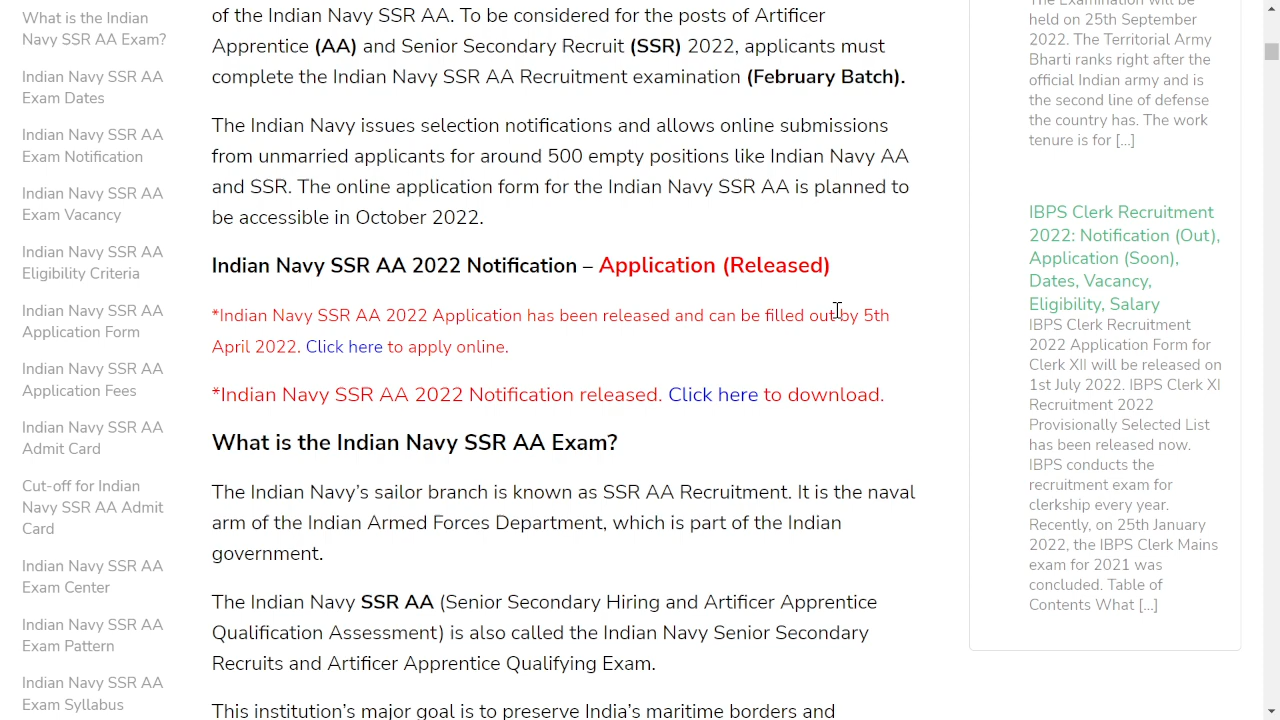 What is the Indian
Navy SSR AA Exam?
Indian Navy SSR AA
Exam Dates
Indian Navy SSR AA
Exam Notification
Indian Navy SSR AA
Exam Vacancy
Indian Navy SSR AA
Eligibility Criteria
Indian Navy SSR AA
Application Form
Indian Navy SSR AA
Application Fees
Indian Navy SSR AA
Admit Card
Cut-off for Indian
Navy SSR AA Admit
Card
Indian Navy SSR AA
Exam Center
Indian Navy SSR AA
Exam Pattern
Indian Navy SSR AA
Exam Syllabus
of the Indian Navy SSR AA. To be considered for the posts of Artificer
Apprentice (AA) and Senior Secondary Recruit (SSR) 2022, applicants must
complete the Indian Navy SSR AA Recruitment examination (February Batch).
The Indian Navy issues selection notifications and allows online submissions
from unmarried applicants for around 500 empty positions like Indian Navy AA
and SSR. The online application form for the Indian Navy SSR AA is planned to
be accessible in October 2022.
Indian Navy SSR AA 2022 Notification – Application (Released)
*Indian Navy SSR AA 2022 Application has been released and can be filled out by 5th
April 2022. Click here to apply online.
*Indian Navy SSR AA 2022 Notification released. Click here to download.
What is the Indian Navy SSR AA Exam?
The Indian Navy’s sailor branch is known as SSR AA Recruitment. It is the naval
arm of the Indian Armed Forces Department, which is part of the Indian
government.
The Indian Navy SSR AA (Senior Secondary Hiring and Artificer Apprentice
Qualification Assessment) is also called the Indian Navy Senior Secondary
Recruits and Artificer Apprentice Qualifying Exam.
This institution’s major goal is to preserve India’s maritime borders and
The Examination will be
held on 25th September
2022. The Territorial Army
Bharti ranks right after the
official Indian army and is
the second line of defense
the country has. The work
tenure is for [...]
IBPS Clerk Recruitment
2022: Notification (Out),
Application (Soon),
Dates, Vacancy,
Eligibility, Salary
IBPS Clerk Recruitment
2022 Application Form for
Clerk XII will be released on
1st July 2022. IBPS Clerk XI
Recruitment 2022
Provisionally Selected List
has been released now.
IBPS conducts the
recruitment exam for
clerkship every year.
Recently, on 25th January
2022, the IBPS Clerk Mains
exam for 2021 was
concluded. Table of
Contents What [...]